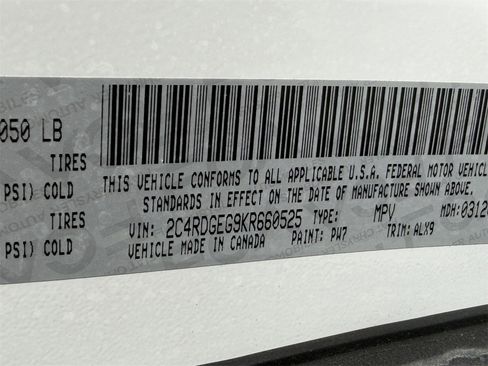 050 LB
TIRES
THIS VEHICLE CONFORMS TO ALL APPLICABLE U.S.A. FEDERAL MOTOR VEHICLE
PSI) COLD
STANDARDS IN EFFECT ON THE DATE OF MANUFACTURE SHOWN ABOVE.
TIRES
VIN: 2C4RDGEG9KR660525 TYPE: MPV MDH:0312
PSI) COLD
VEHICLE MADE IN CANADA PAINT: PW7 TRIM: ALX9